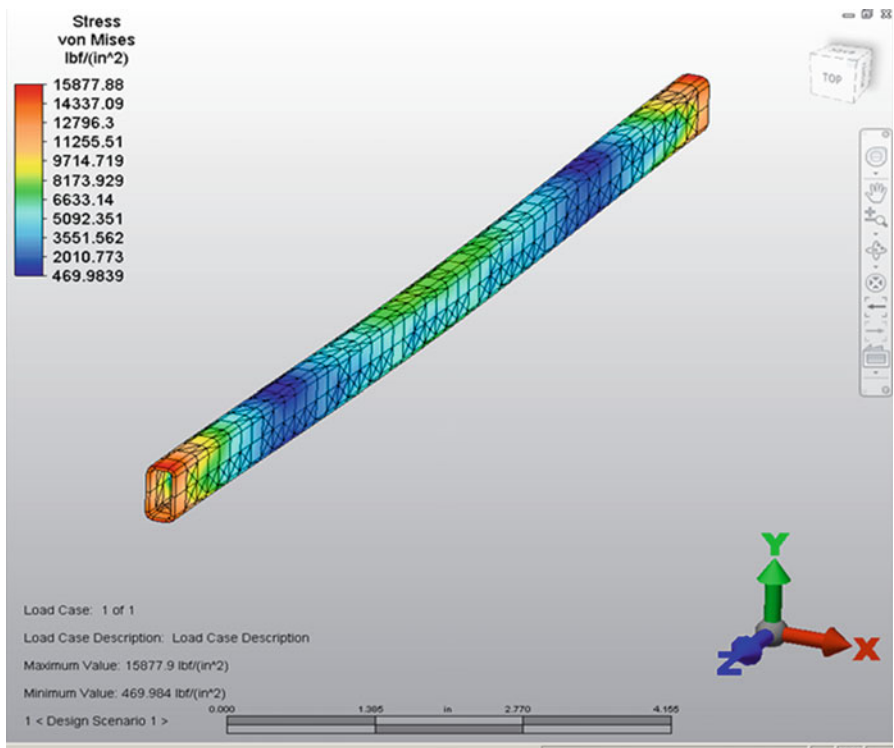 Stress
von Mises
lbf/(in^2)
15877.88
14337.09
12796.3
11255.51
9714.719
8173.929
6633.14
5092.351
3551.562
2010.773
469.9839
TOP
Load Case: 1 of 1
Load Case Description: Load Case Description
Maximum Value: 15877.9 lbf/(in^2)
Minimum Value: 469.984 lbf/(in^2)
1 < Design Scenario 1 >
0.000 1.385 in 2.770 4.155
Y
X
Z